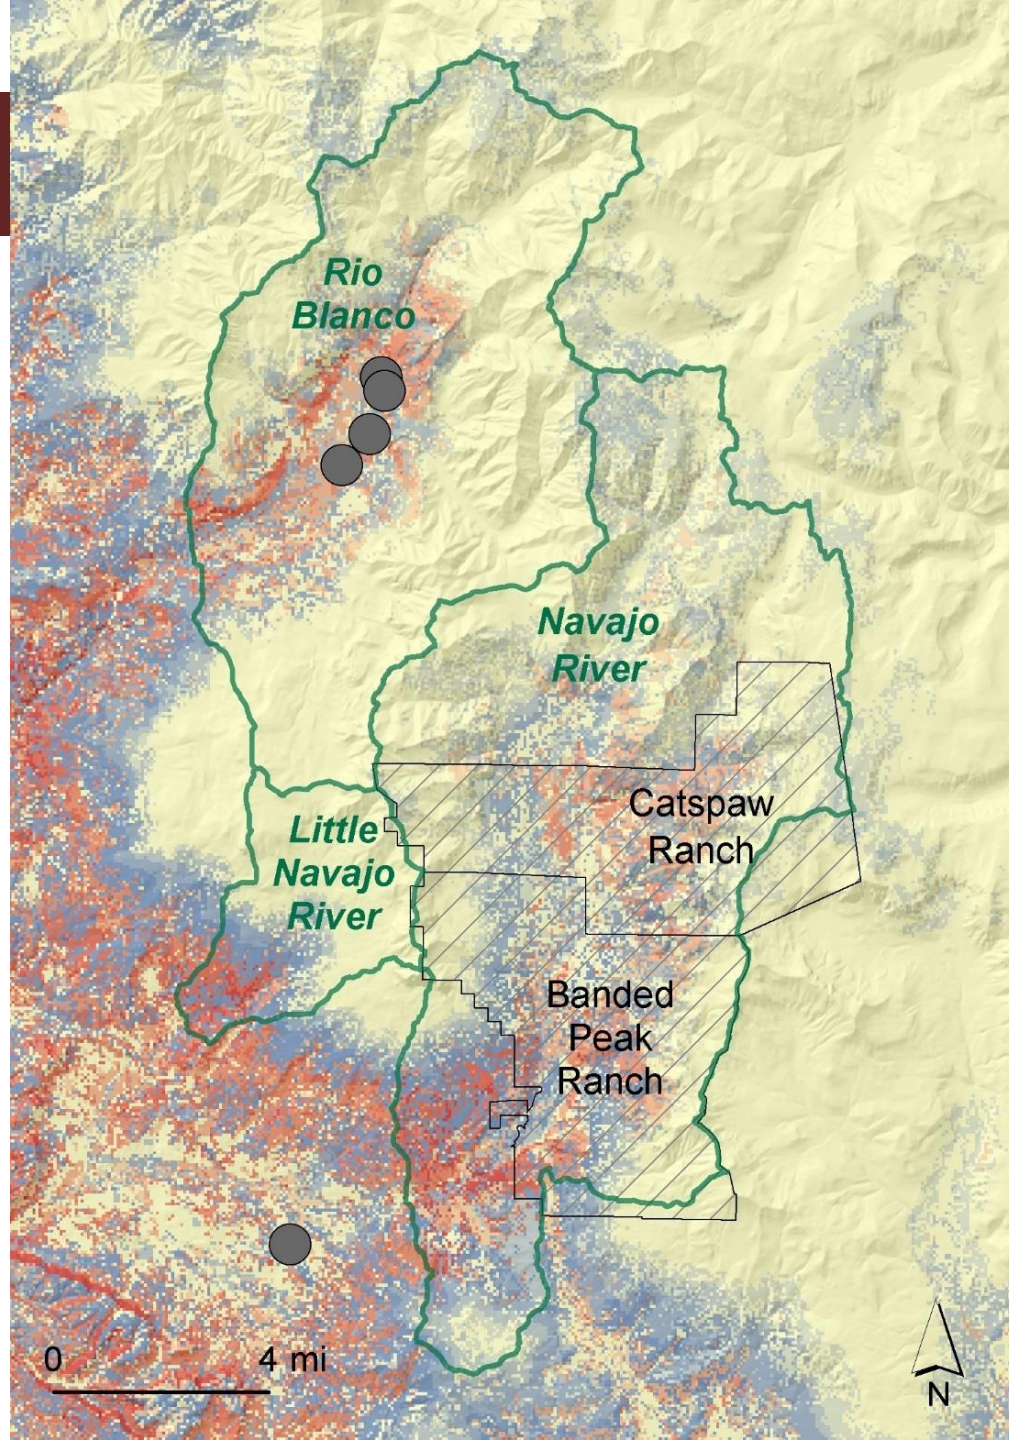 Rio
Blanco
Navajo
River
Catspaw
Ranch
Little
Navajo
River
Banded
Peak
Ranch
0 4 mi
N